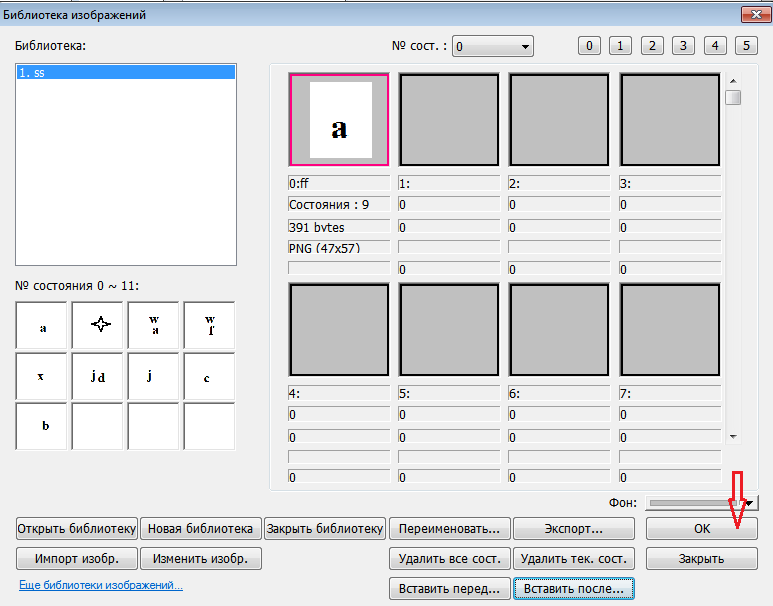 Библиотека изображений
Библиотека: № сост. : 0 0 1 2 3 4 5
1. ss
a
0:ff 1: 2: 3:
Состояния : 9 0 0 0
391 bytes 0 0 0
PNG (47x57)
0 0 0
№ состояния 0 ~ 11:
a w a w f
x j d j c
b
4: 5: 6: 7:
0 0 0 0
0 0 0 0
0 0 0 0
Фон:
Открыть библиотеку Новая библиотека Закрыть библиотеку Переименовать... Экспорт... OK
Импорт изобр. Изменить изобр. Удалить все сост. Удалить тек. сост. Закрыть
Еще библиотеки изображений... Вставить перед... Вставить после...